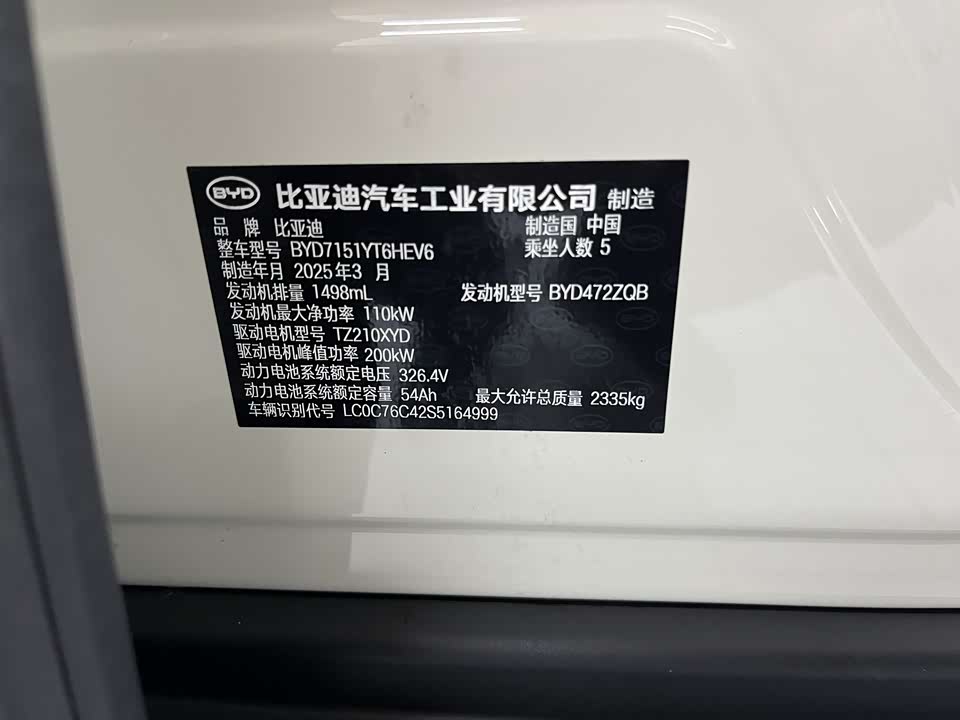 BYD 比亚迪汽车工业有限公司 制造
品 牌 比亚迪 制造国 中国
整车型号 BYD7151YT6HEV6 乘坐人数 5
制造年月 2025年3 月
发动机排量 1498mL 发动机型号 BYD472ZQB
发动机最大净功率 110kW
驱动电机型号 TZ210XYD
驱动电机峰值功率 200kW
动力电池系统额定电压 326.4V
动力电池系统额定容量 54Ah 最大允许总质量 2335kg
车辆识别代号 LC0C76C42S5164999